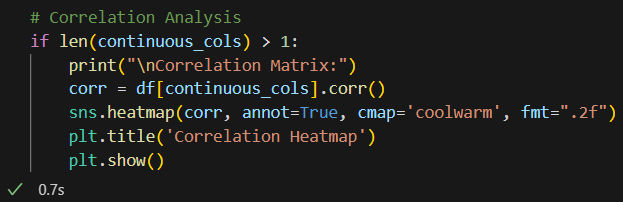 # Correlation Analysis
if len(continuous_cols) > 1:
    print("\nCorrelation Matrix:")
    corr = df[continuous_cols].corr()
    sns.heatmap(corr, annot=True, cmap='coolwarm', fmt=".2f")
    plt.title('Correlation Heatmap')
    plt.show()
0.7s